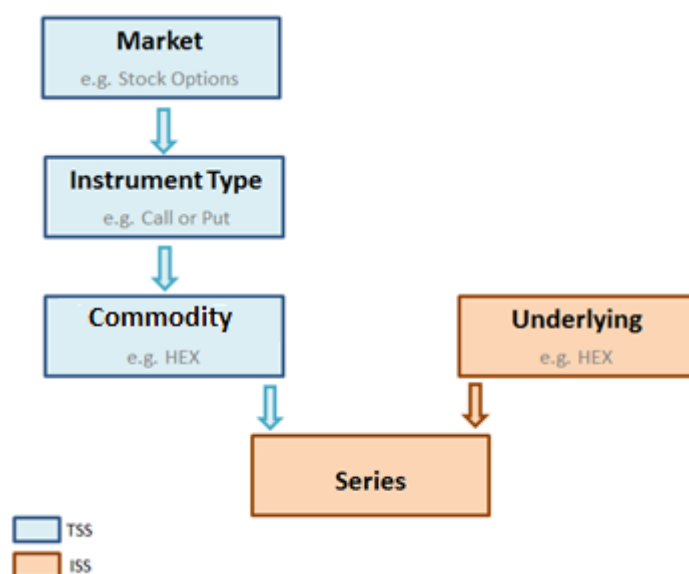 Market
e.g. Stock Options
Instrument Type
e.g. Call or Put
Commodity
e.g. HEX
Underlying
e.g. HEX
Series
TSS
ISS